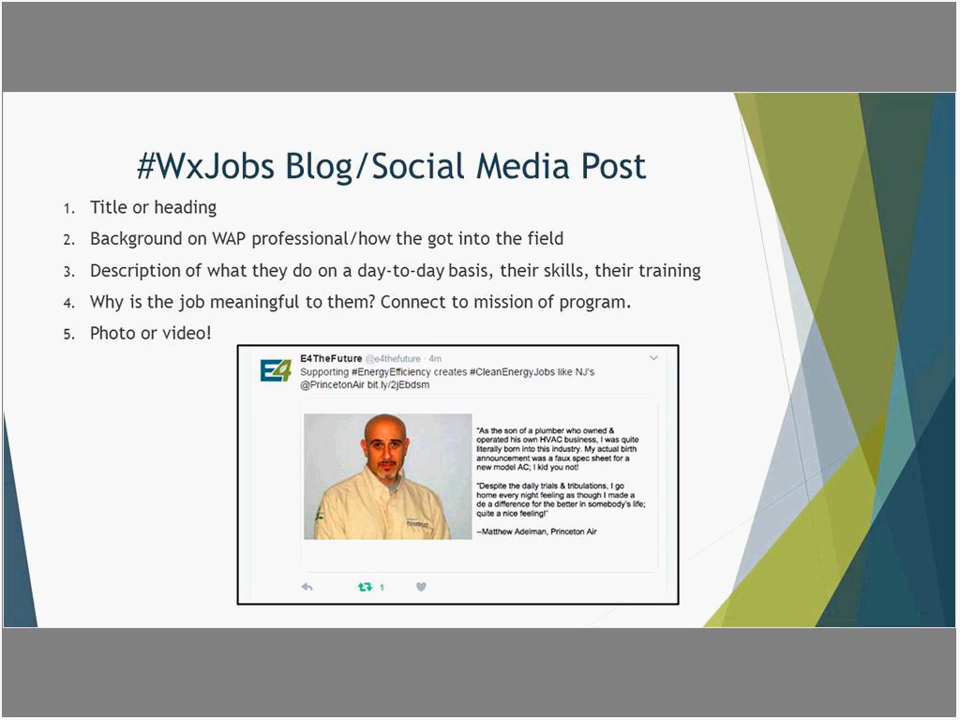 #WxJobs Blog/Social Media Post
1. Title or heading
2. Background on WAP professional/how the got into the field
3. Description of what they do on a day-to-day basis, their skills, their training
4. Why is the job meaningful to them? Connect to mission of program.
5. Photo or video!
E4
E4TheFuture @e4thefuture · 4m
Supporting #EnergyEfficiency creates #CleanEnergyJobs like NJ's
@PrincetonAir bit.ly/2jEbdsm
"As the son of a plumber who owned &
operated his own HVAC business, I was quite
literally born into this industry. My actual birth
announcement was a faux spec sheet for a
new model AC; I kid you not!
"Despite the daily trials & tribulations, I go
home every night feeling as though I made a
de a difference for the better in somebody's life;
quite a nice feeling!"
--Matthew Adelman, Princeton Air
1